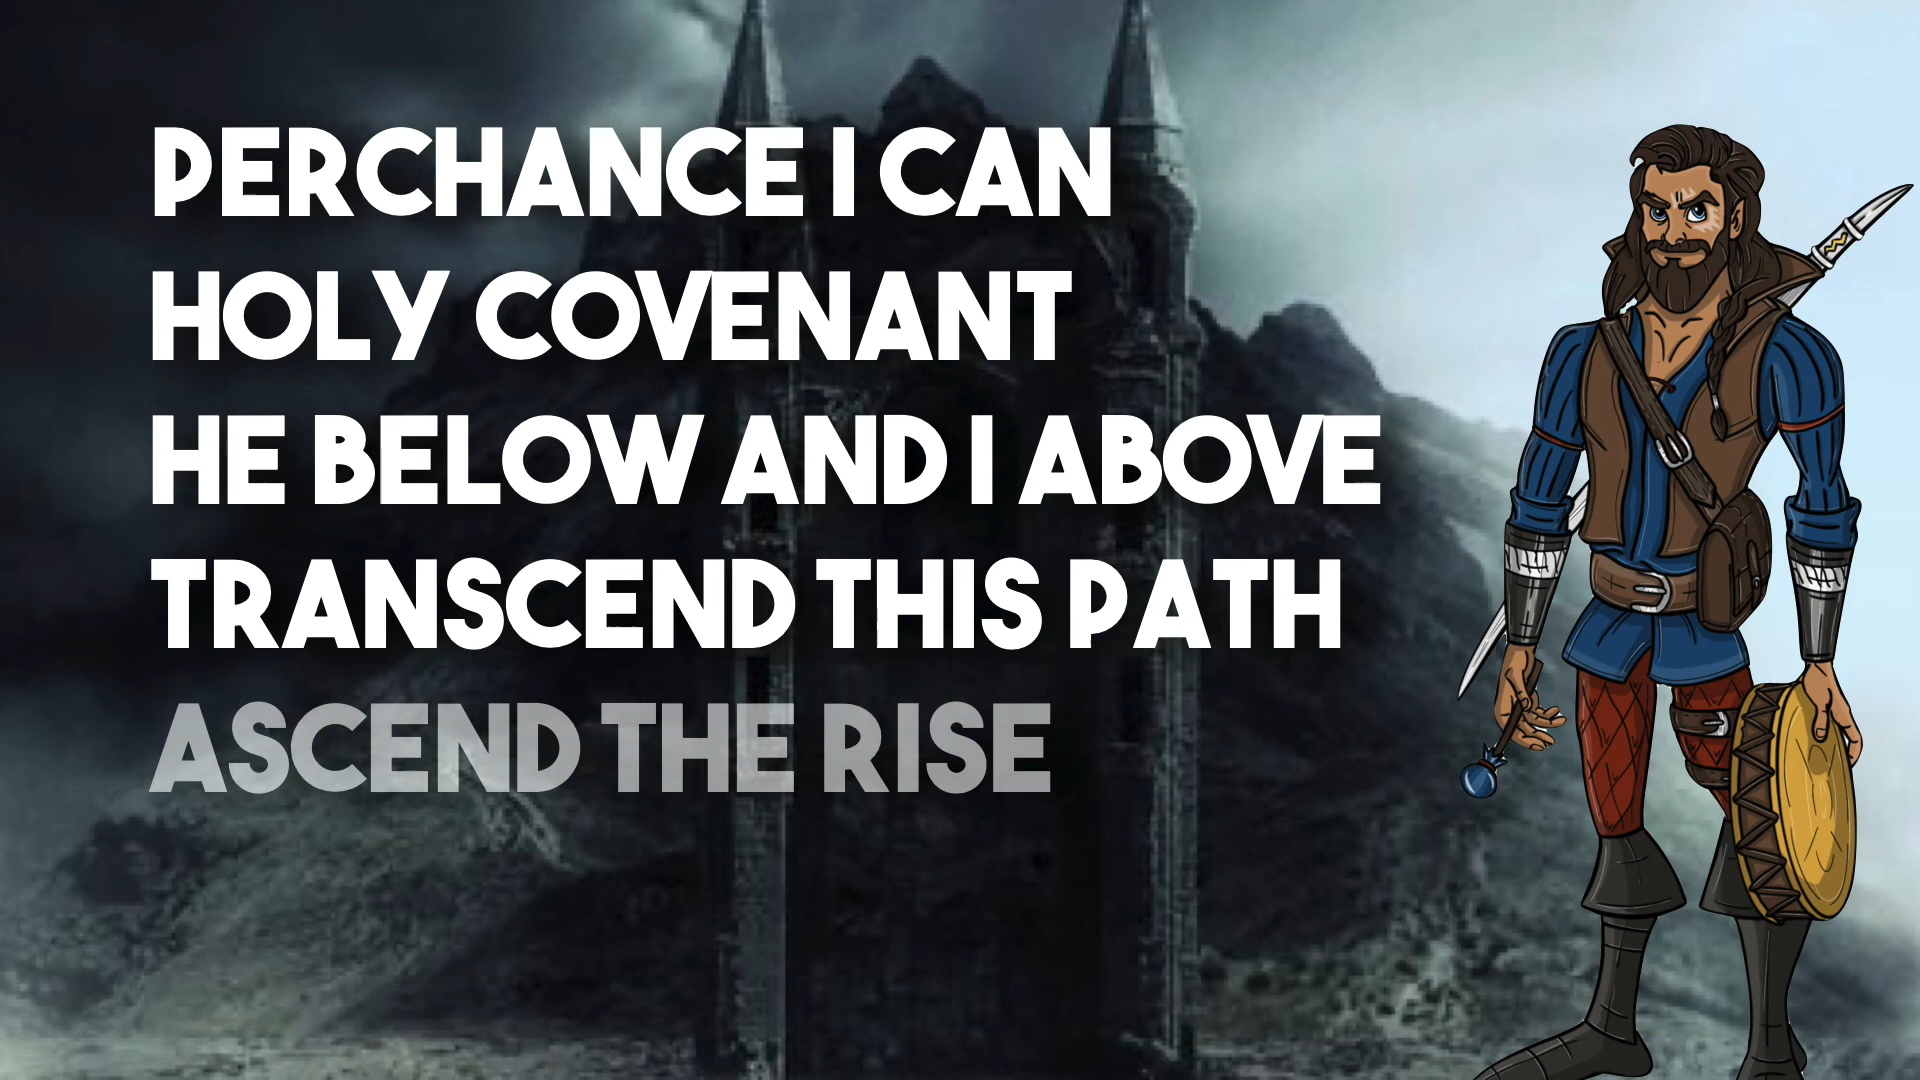 PERCHANCE I CAN
HOLY COVENANT
HE BELOW AND I ABOVE
TRANSCEND THIS PATH
ASCEND THE RISE